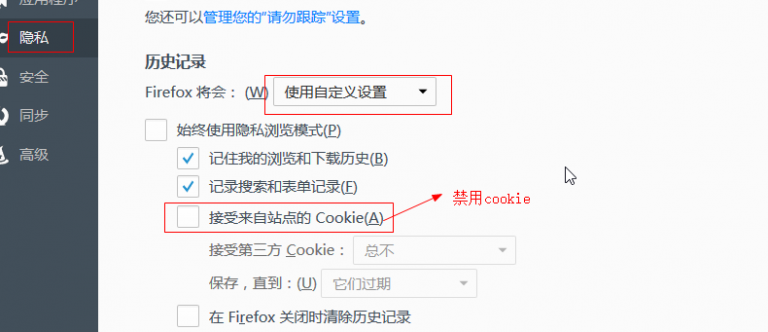 应用程序
隐私
安全
同步
高级
您还可以管理您的"请勿跟踪"设置。
历史记录
Firefox 将会： (W) 使用自定义设置
始终使用隐私浏览模式(P)
记住我的浏览和下载历史(B)
记录搜索和表单记录(F)
接受来自站点的 Cookie(A)
禁用cookie
接受第三方 Cookie： 总不
保存，直到：(U) 它们过期
在 Firefox 关闭时清除历史记录